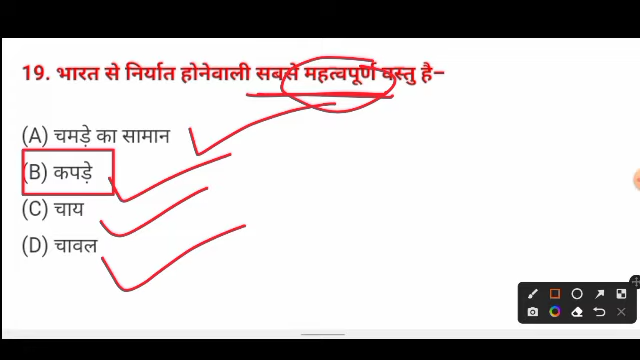 19. भारत से निर्यात होनेवाली सबसे महत्वपूर्ण वस्तु है–
(A) चमड़े का सामान
(B) कपड़े
(C) चाय
(D) चावल